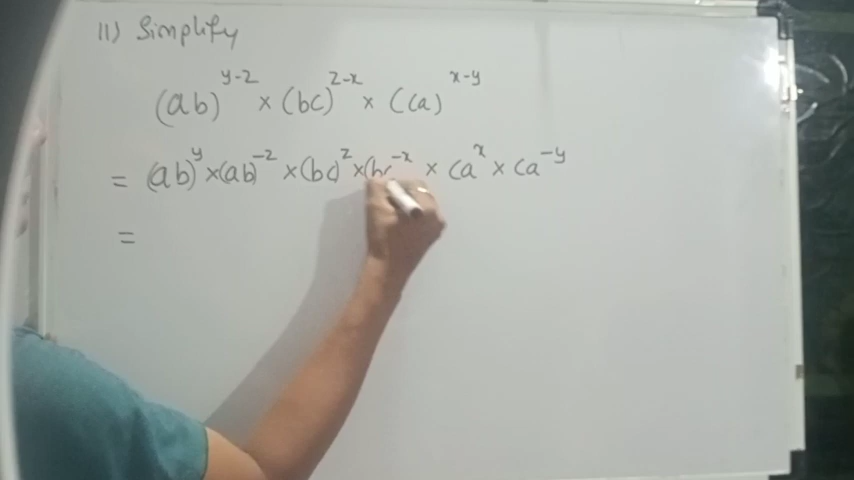 11) Simplify
(ab)^{y-z} × (bc)^{z-x} × (ca)^{x-y}
= (ab)^y × (ab)^{-z} × (bc)^z × (bc^{-x} × ca^x × ca^{-y}
=